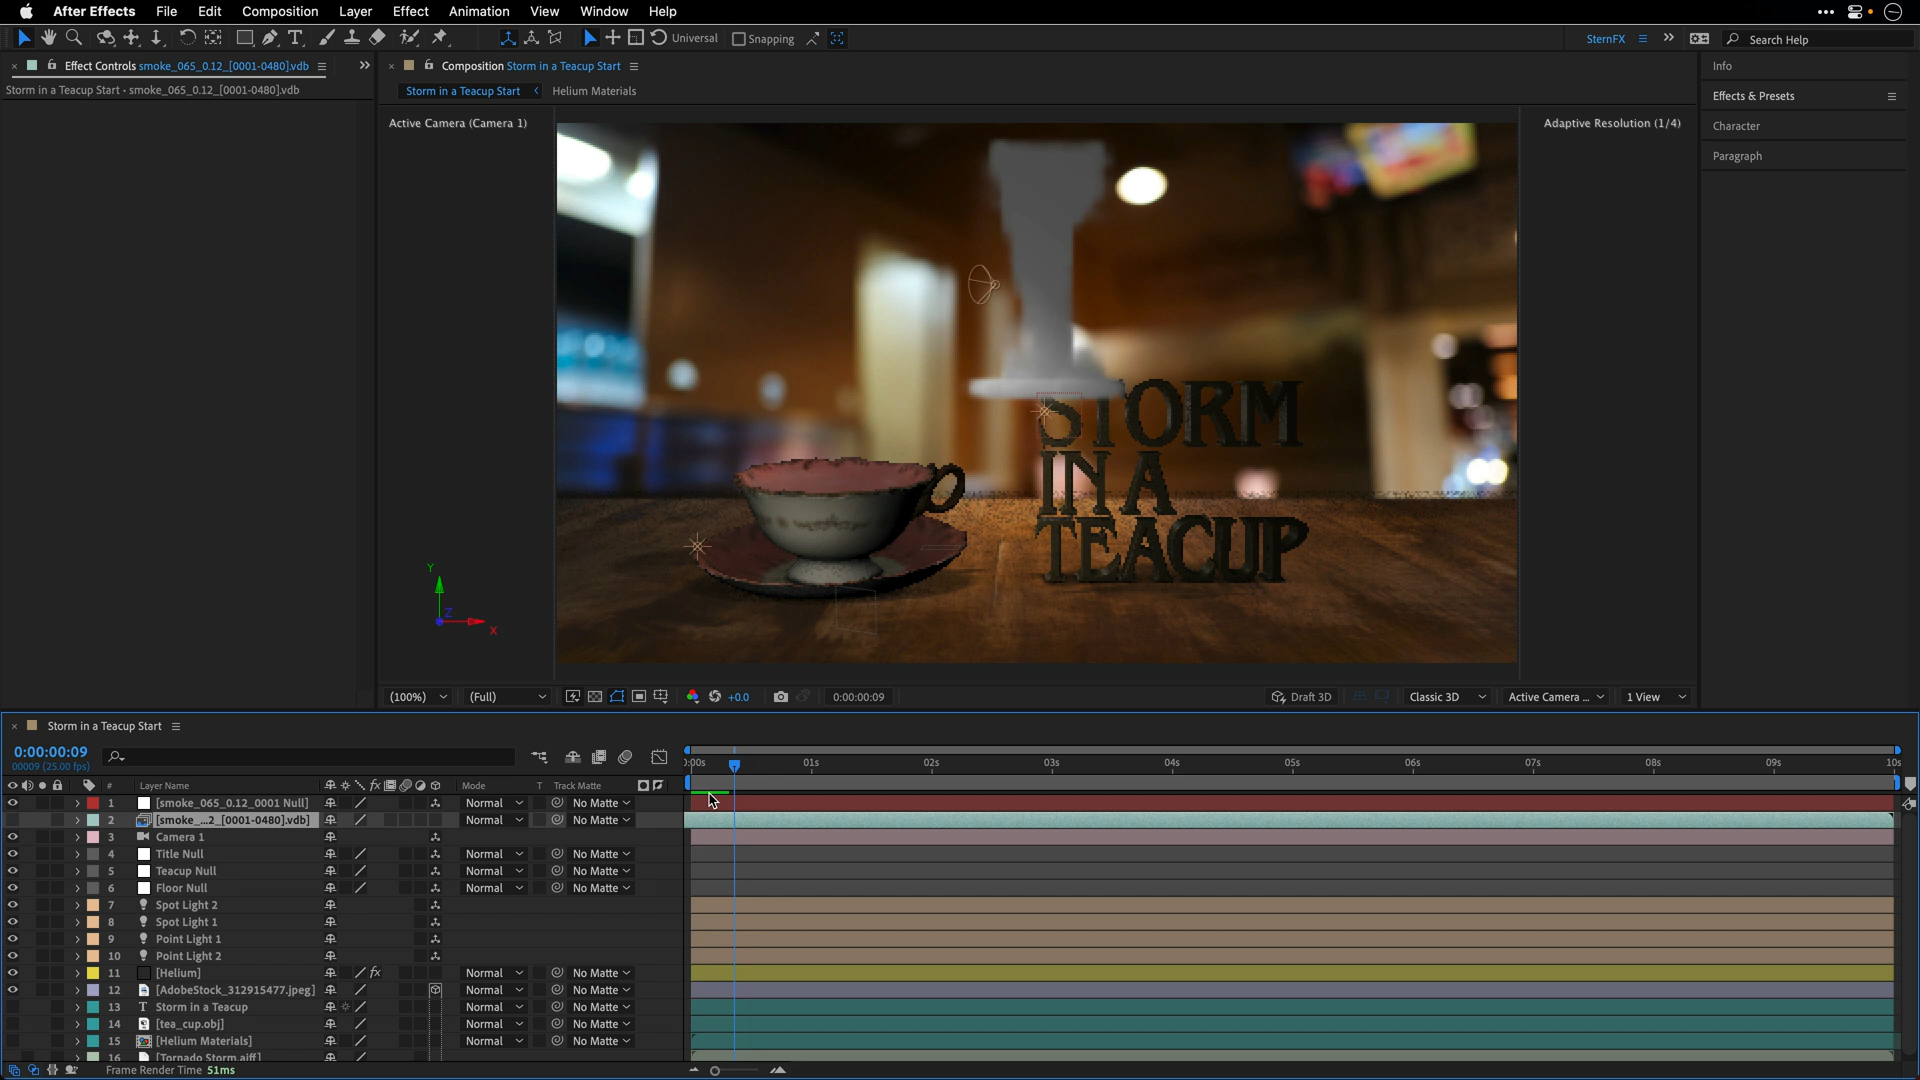 After Effects File Edit Composition Layer Effect Animation View Window Help
Universal Snapping SternFX Search Help
Effect Controls smoke_065_0.12_[0001-0480].vdb
Composition Storm in a Teacup Start
Info
Storm in a Teacup Start • smoke_065_0.12_[0001-0480].vdb
Storm in a Teacup Start Helium Materials
Effects & Presets
Active Camera (Camera 1)
Adaptive Resolution (1/4)
Character
Paragraph
STORM
IN A
TEACUP
Y
Z
X
(100%) (Full) +0.0 0:00:00:09 Draft 3D Classic 3D Active Camera ... 1 View
Storm in a Teacup Start
0:00:00:09
00009 (25.00 fps)
0:00s 01s 02s 03s 04s 05s 06s 07s 08s 09s 10s
# Layer Name fx Mode T Track Matte
1 [smoke_065_0.12_0001 Null] Normal No Matte
2 [smoke_...2_[0001-0480].vdb] Normal No Matte
3 Camera 1
4 Title Null Normal No Matte
5 Teacup Null Normal No Matte
6 Floor Null Normal No Matte
7 Spot Light 2
8 Spot Light 1
9 Point Light 1
10 Point Light 2
11 [Helium] fx Normal No Matte
12 [AdobeStock_312915477.jpeg] Normal No Matte
13 T Storm in a Teacup Normal No Matte
14 [tea_cup.obj] Normal No Matte
15 [Helium Materials] Normal No Matte
16 [Tornado Storm.aiff]
Frame Render Time 51ms